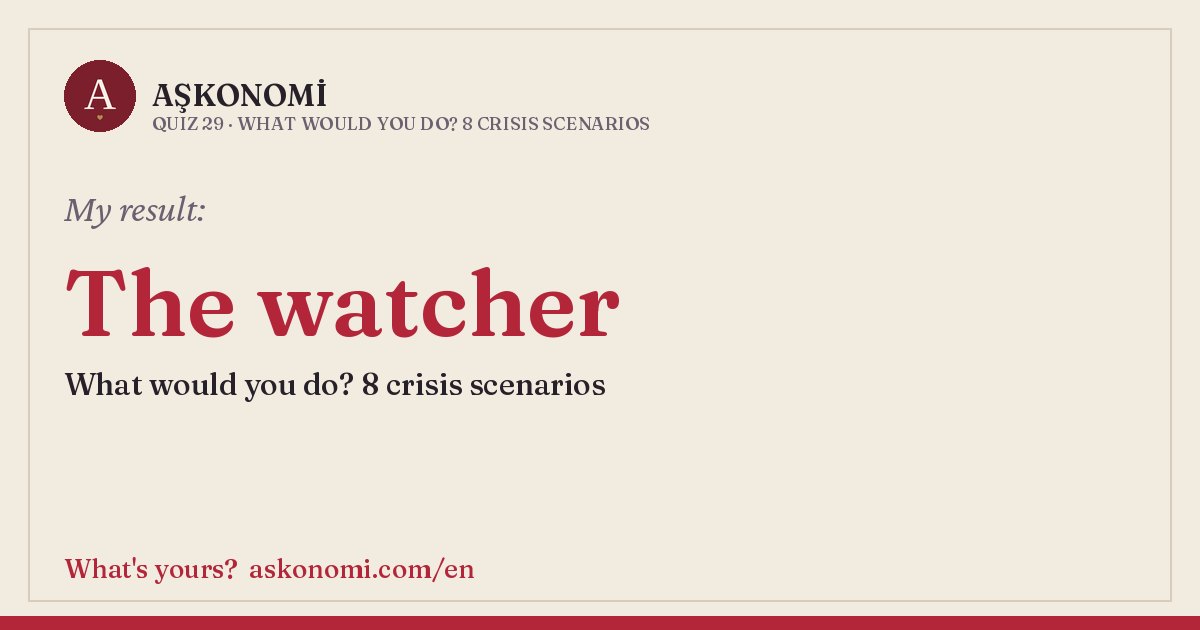 A
AŞKONOMİ
QUIZ 29 · WHAT WOULD YOU DO? 8 CRISIS SCENARIOS
My result:
The watcher
What would you do? 8 crisis scenarios
What's yours? askonomi.com/en